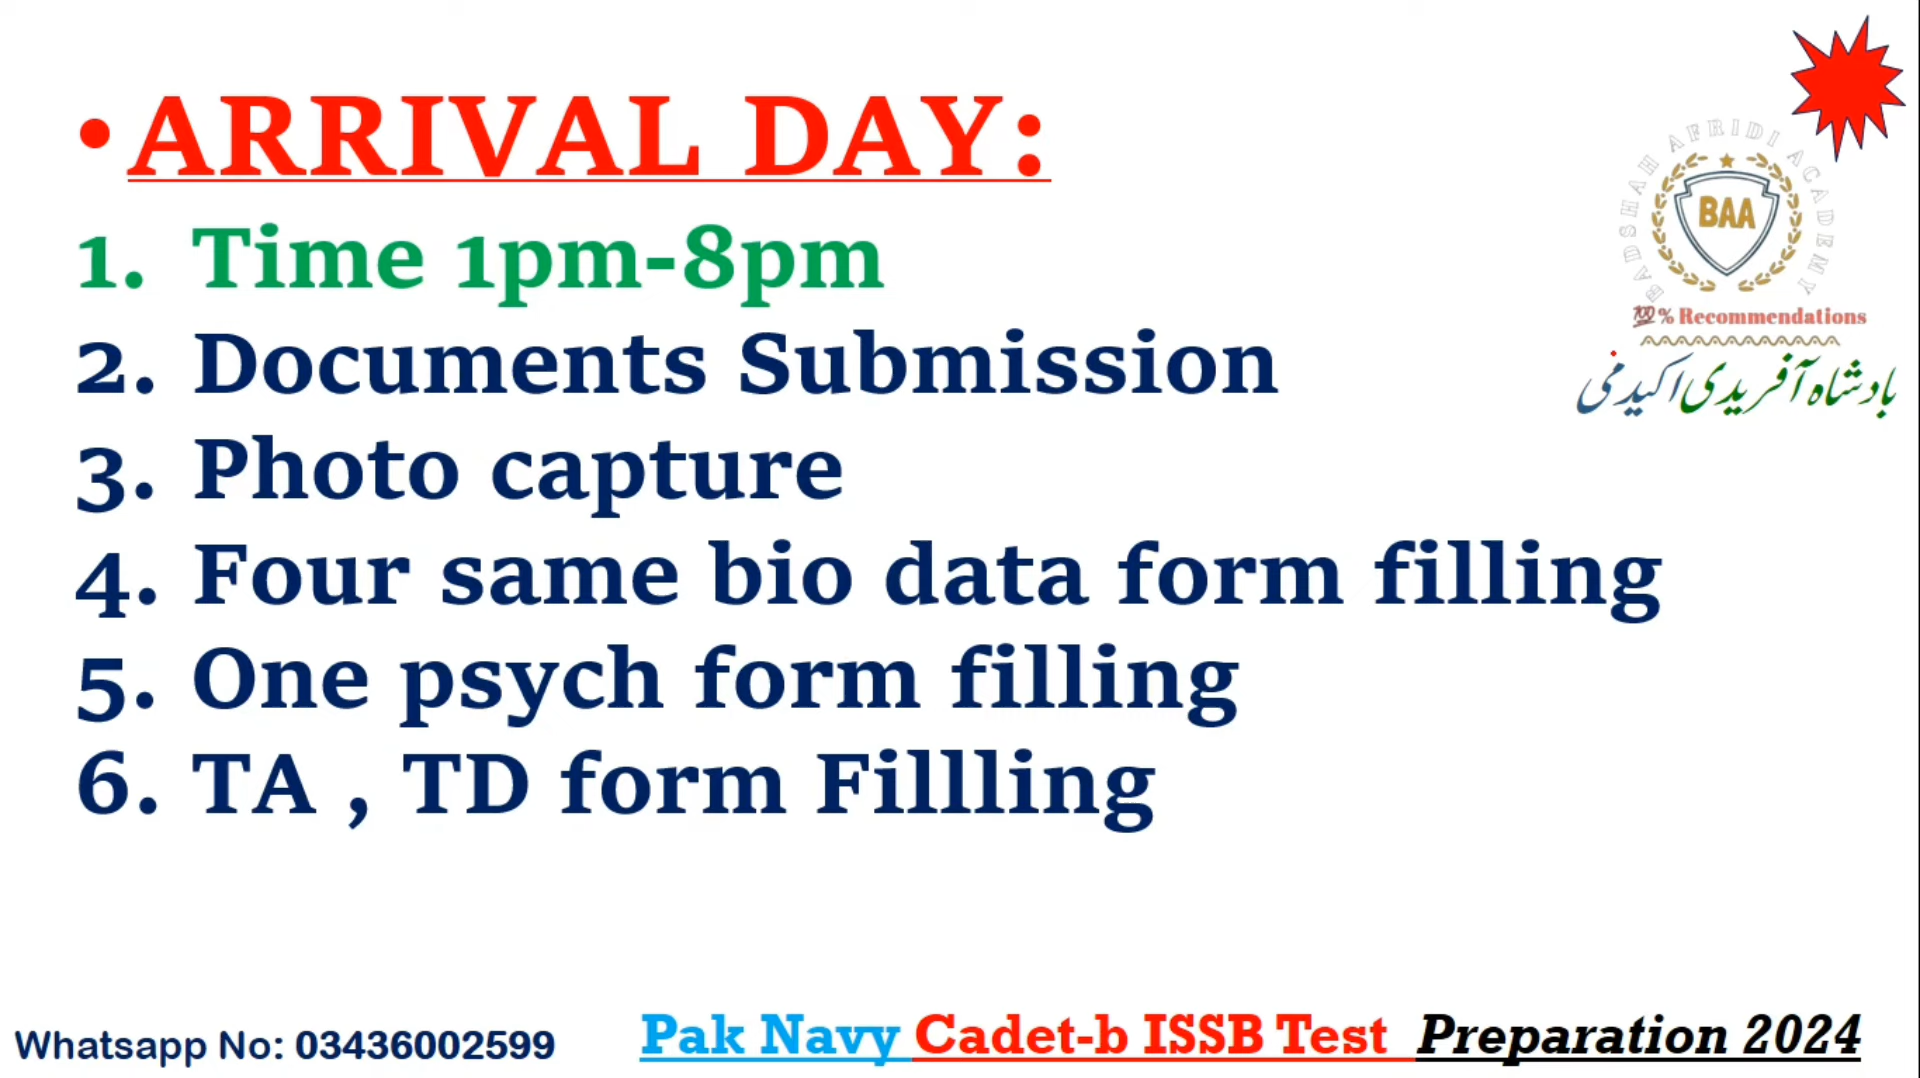 • ARRIVAL DAY:
1. Time 1pm-8pm
2. Documents Submission
3. Photo capture
4. Four same bio data form filling
5. One psych form filling
6. TA , TD form Fillling
BADSHAH AFRIDI ACADEMY
BAA
100 % Recommendations
بادشاہ آفریدی اکیڈمی
Whatsapp No: 03436002599
Pak Navy Cadet-b ISSB Test Preparation 2024